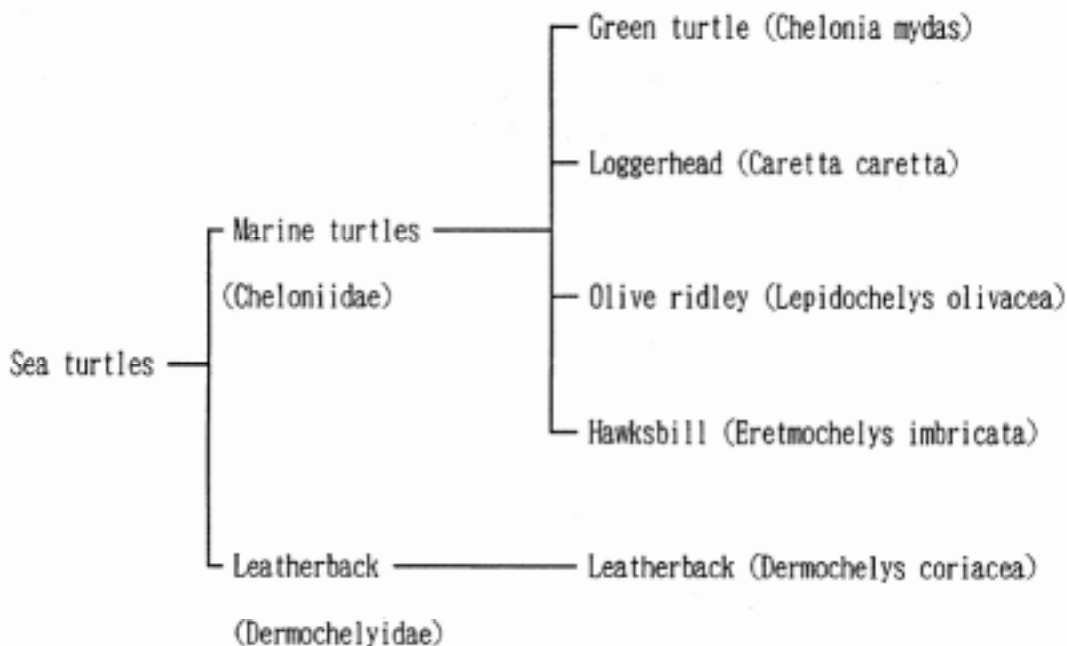 Green turtle (Chelonia mydas)
Loggerhead (Caretta caretta)
Marine turtles
(Cheloniidae)
Olive ridley (Lepidochelys olivacea)
Sea turtles
Hawksbill (Eretmochelys imbricata)
Leatherback
Leatherback (Dermochelys coriacea)
(Dermochelyidae)